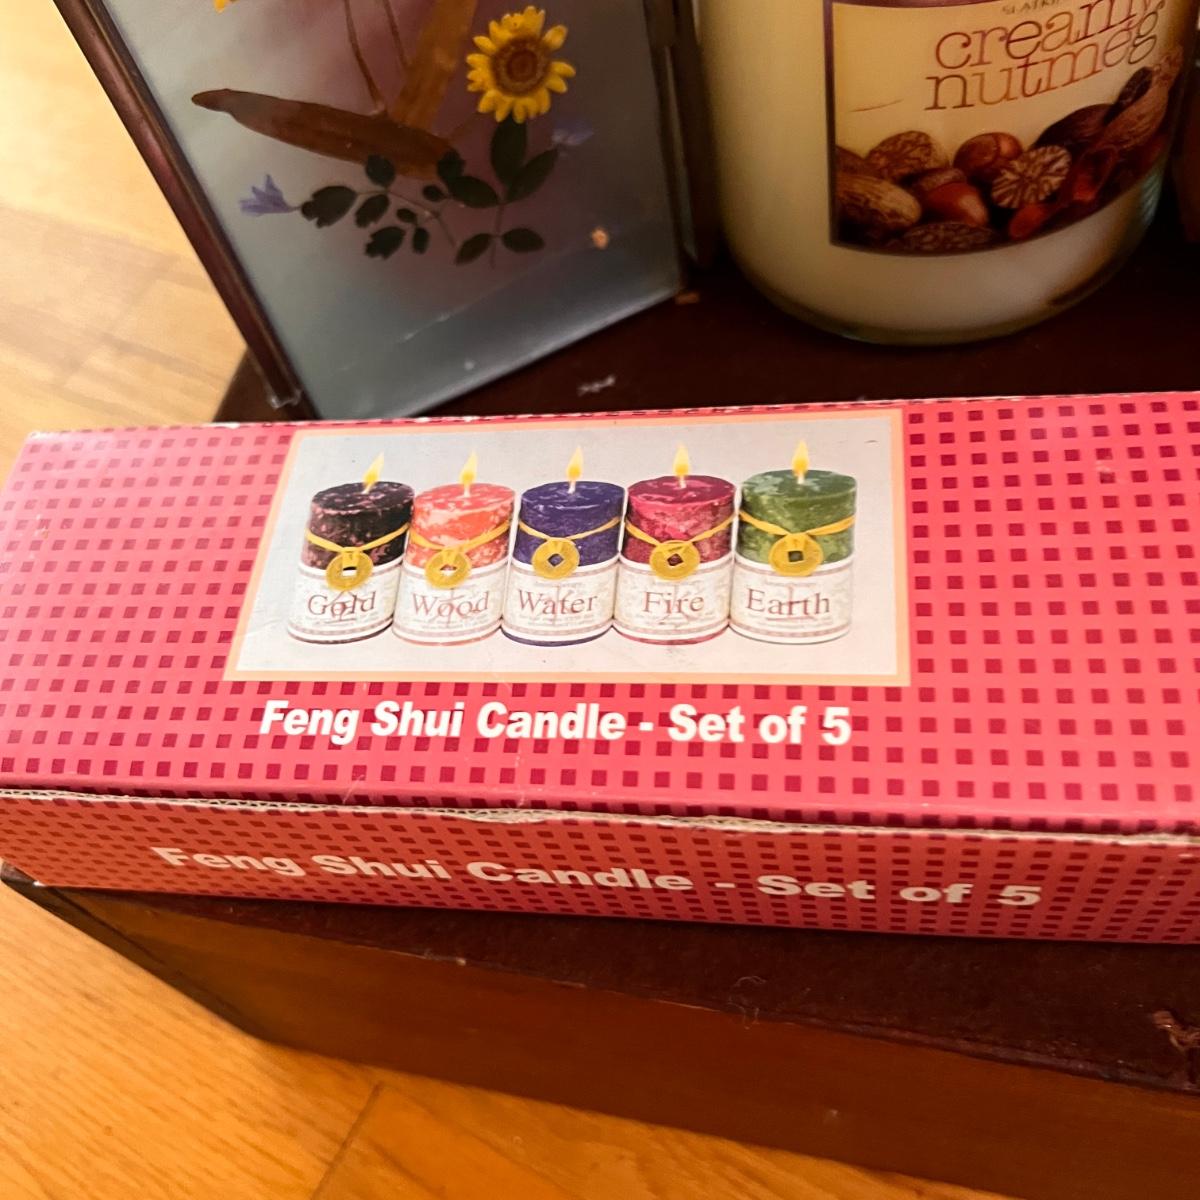 creamy
nutmeg
Gold
Wood
Water
Fire
Earth
Feng Shui Candle - Set of 5
Feng Shui Candle - Set of 5